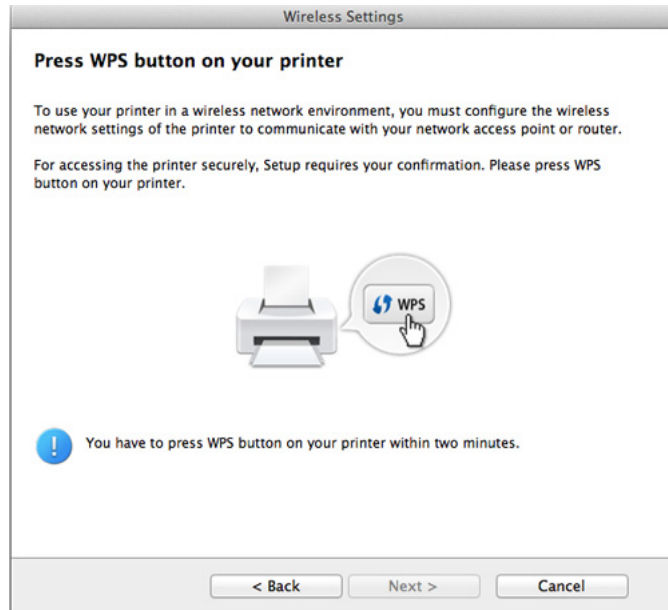 Wireless Settings
Press WPS button on your printer
To use your printer in a wireless network environment, you must configure the wireless
network settings of the printer to communicate with your network access point or router.
For accessing the printer securely, Setup requires your confirmation. Please press WPS
button on your printer.
WPS
! You have to press WPS button on your printer within two minutes.
< Back Next > Cancel